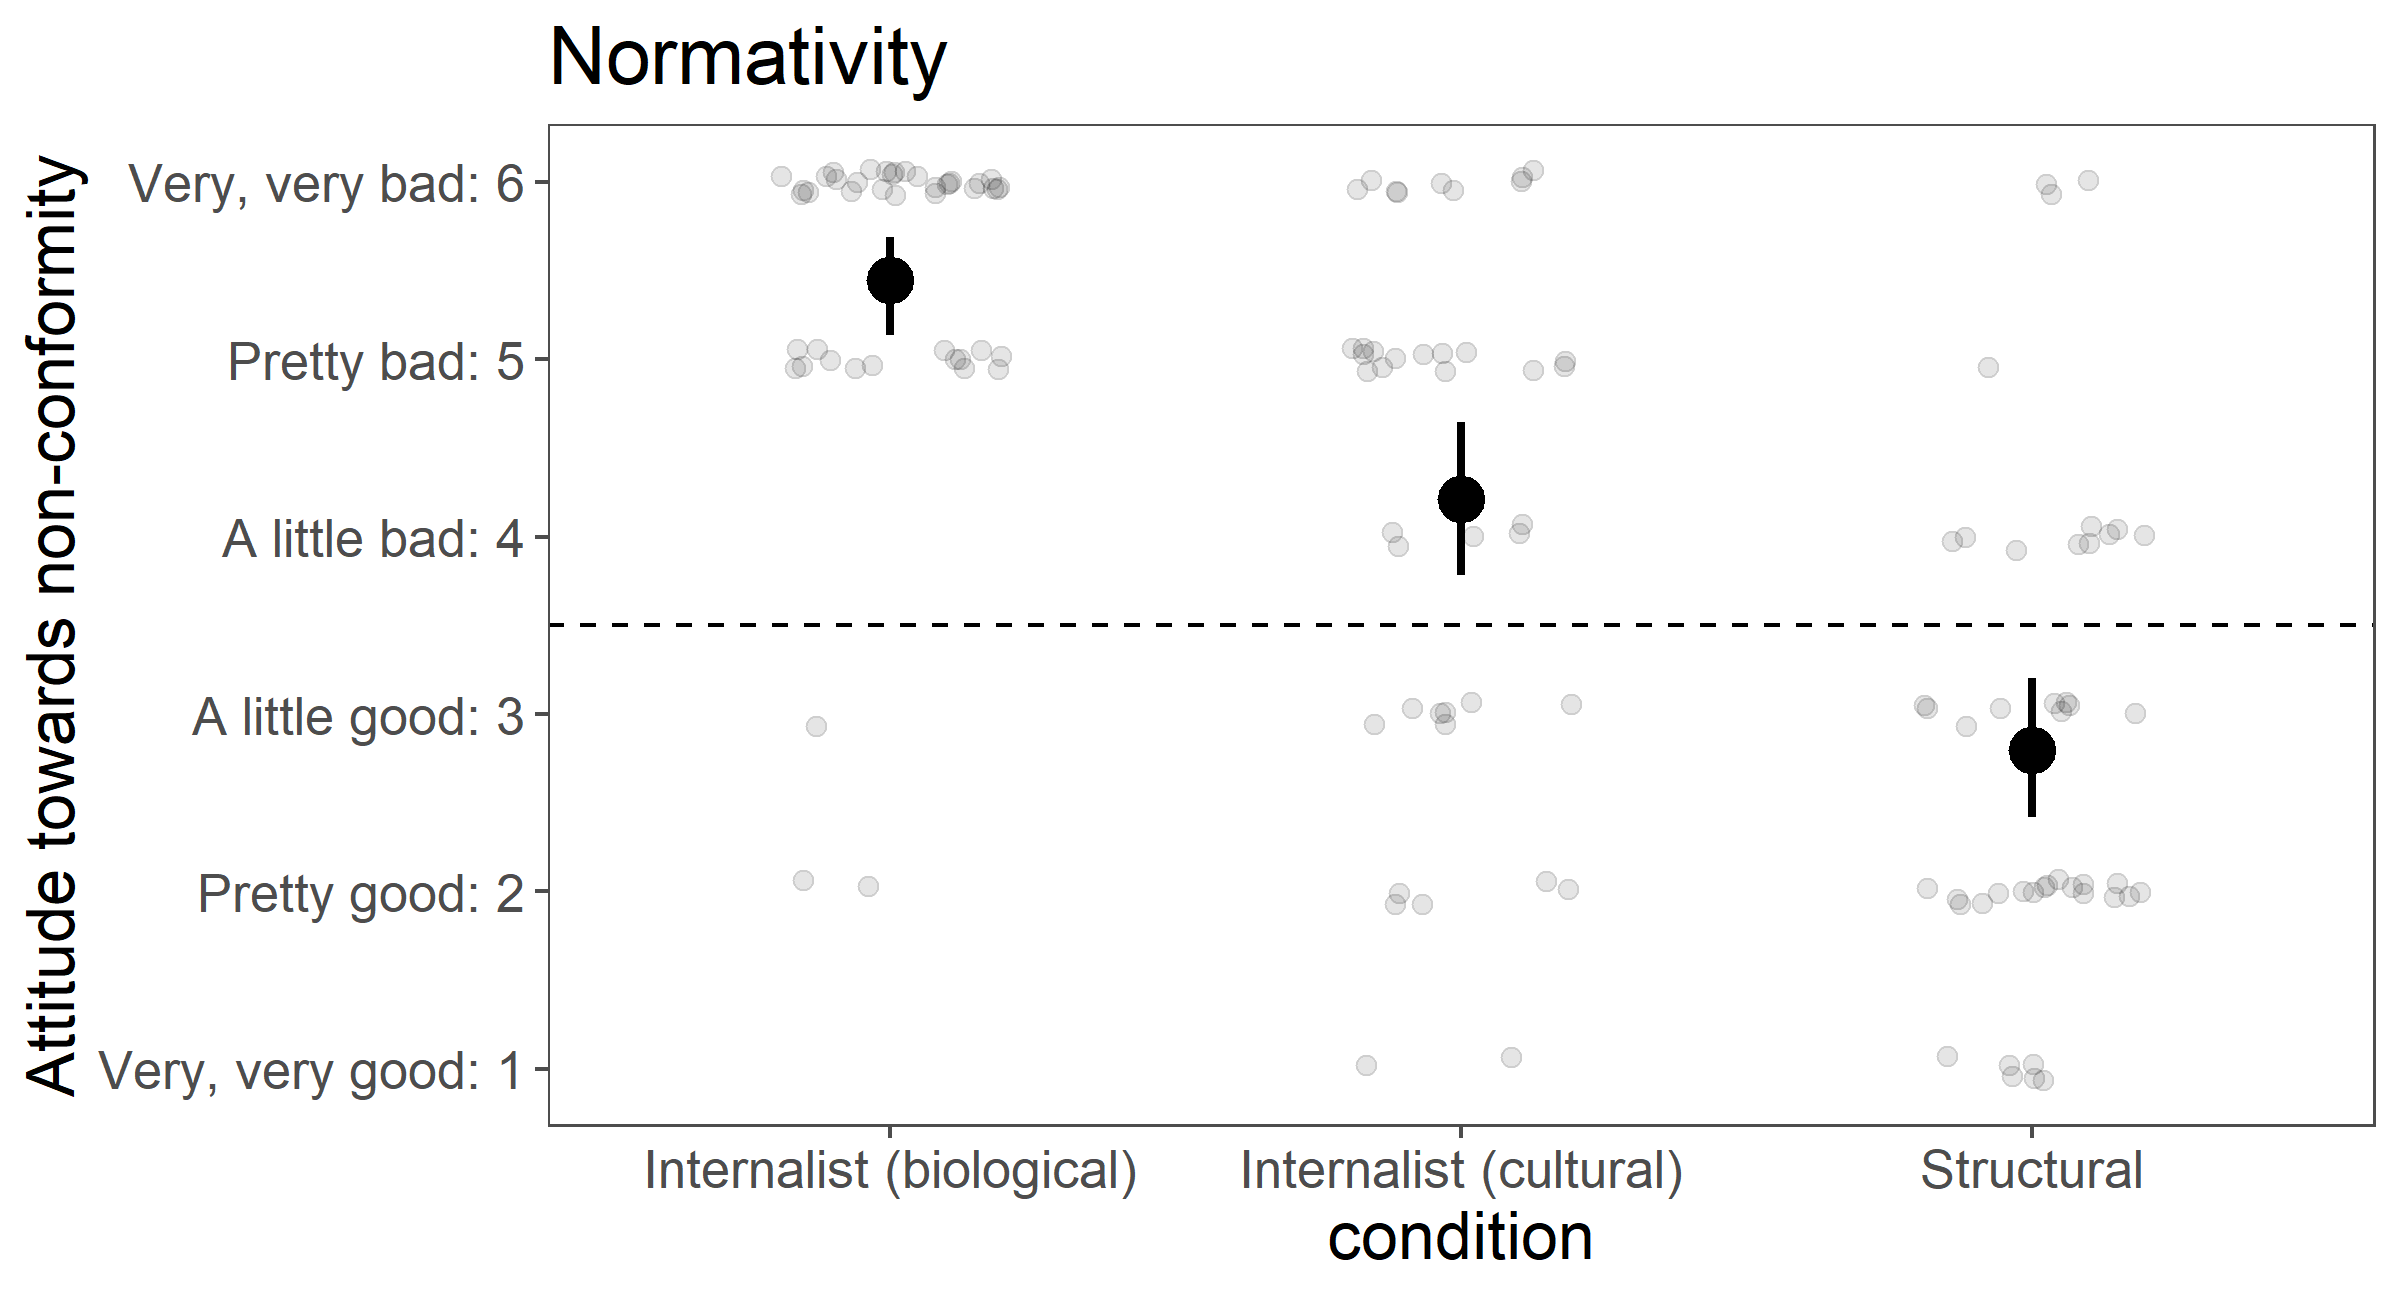 Normativity
Attitude towards non-conformity
Very, very bad: 6
Pretty bad: 5
A little bad: 4
A little good: 3
Pretty good: 2
Very, very good: 1
Internalist (biological)
Internalist (cultural)
Structural
condition